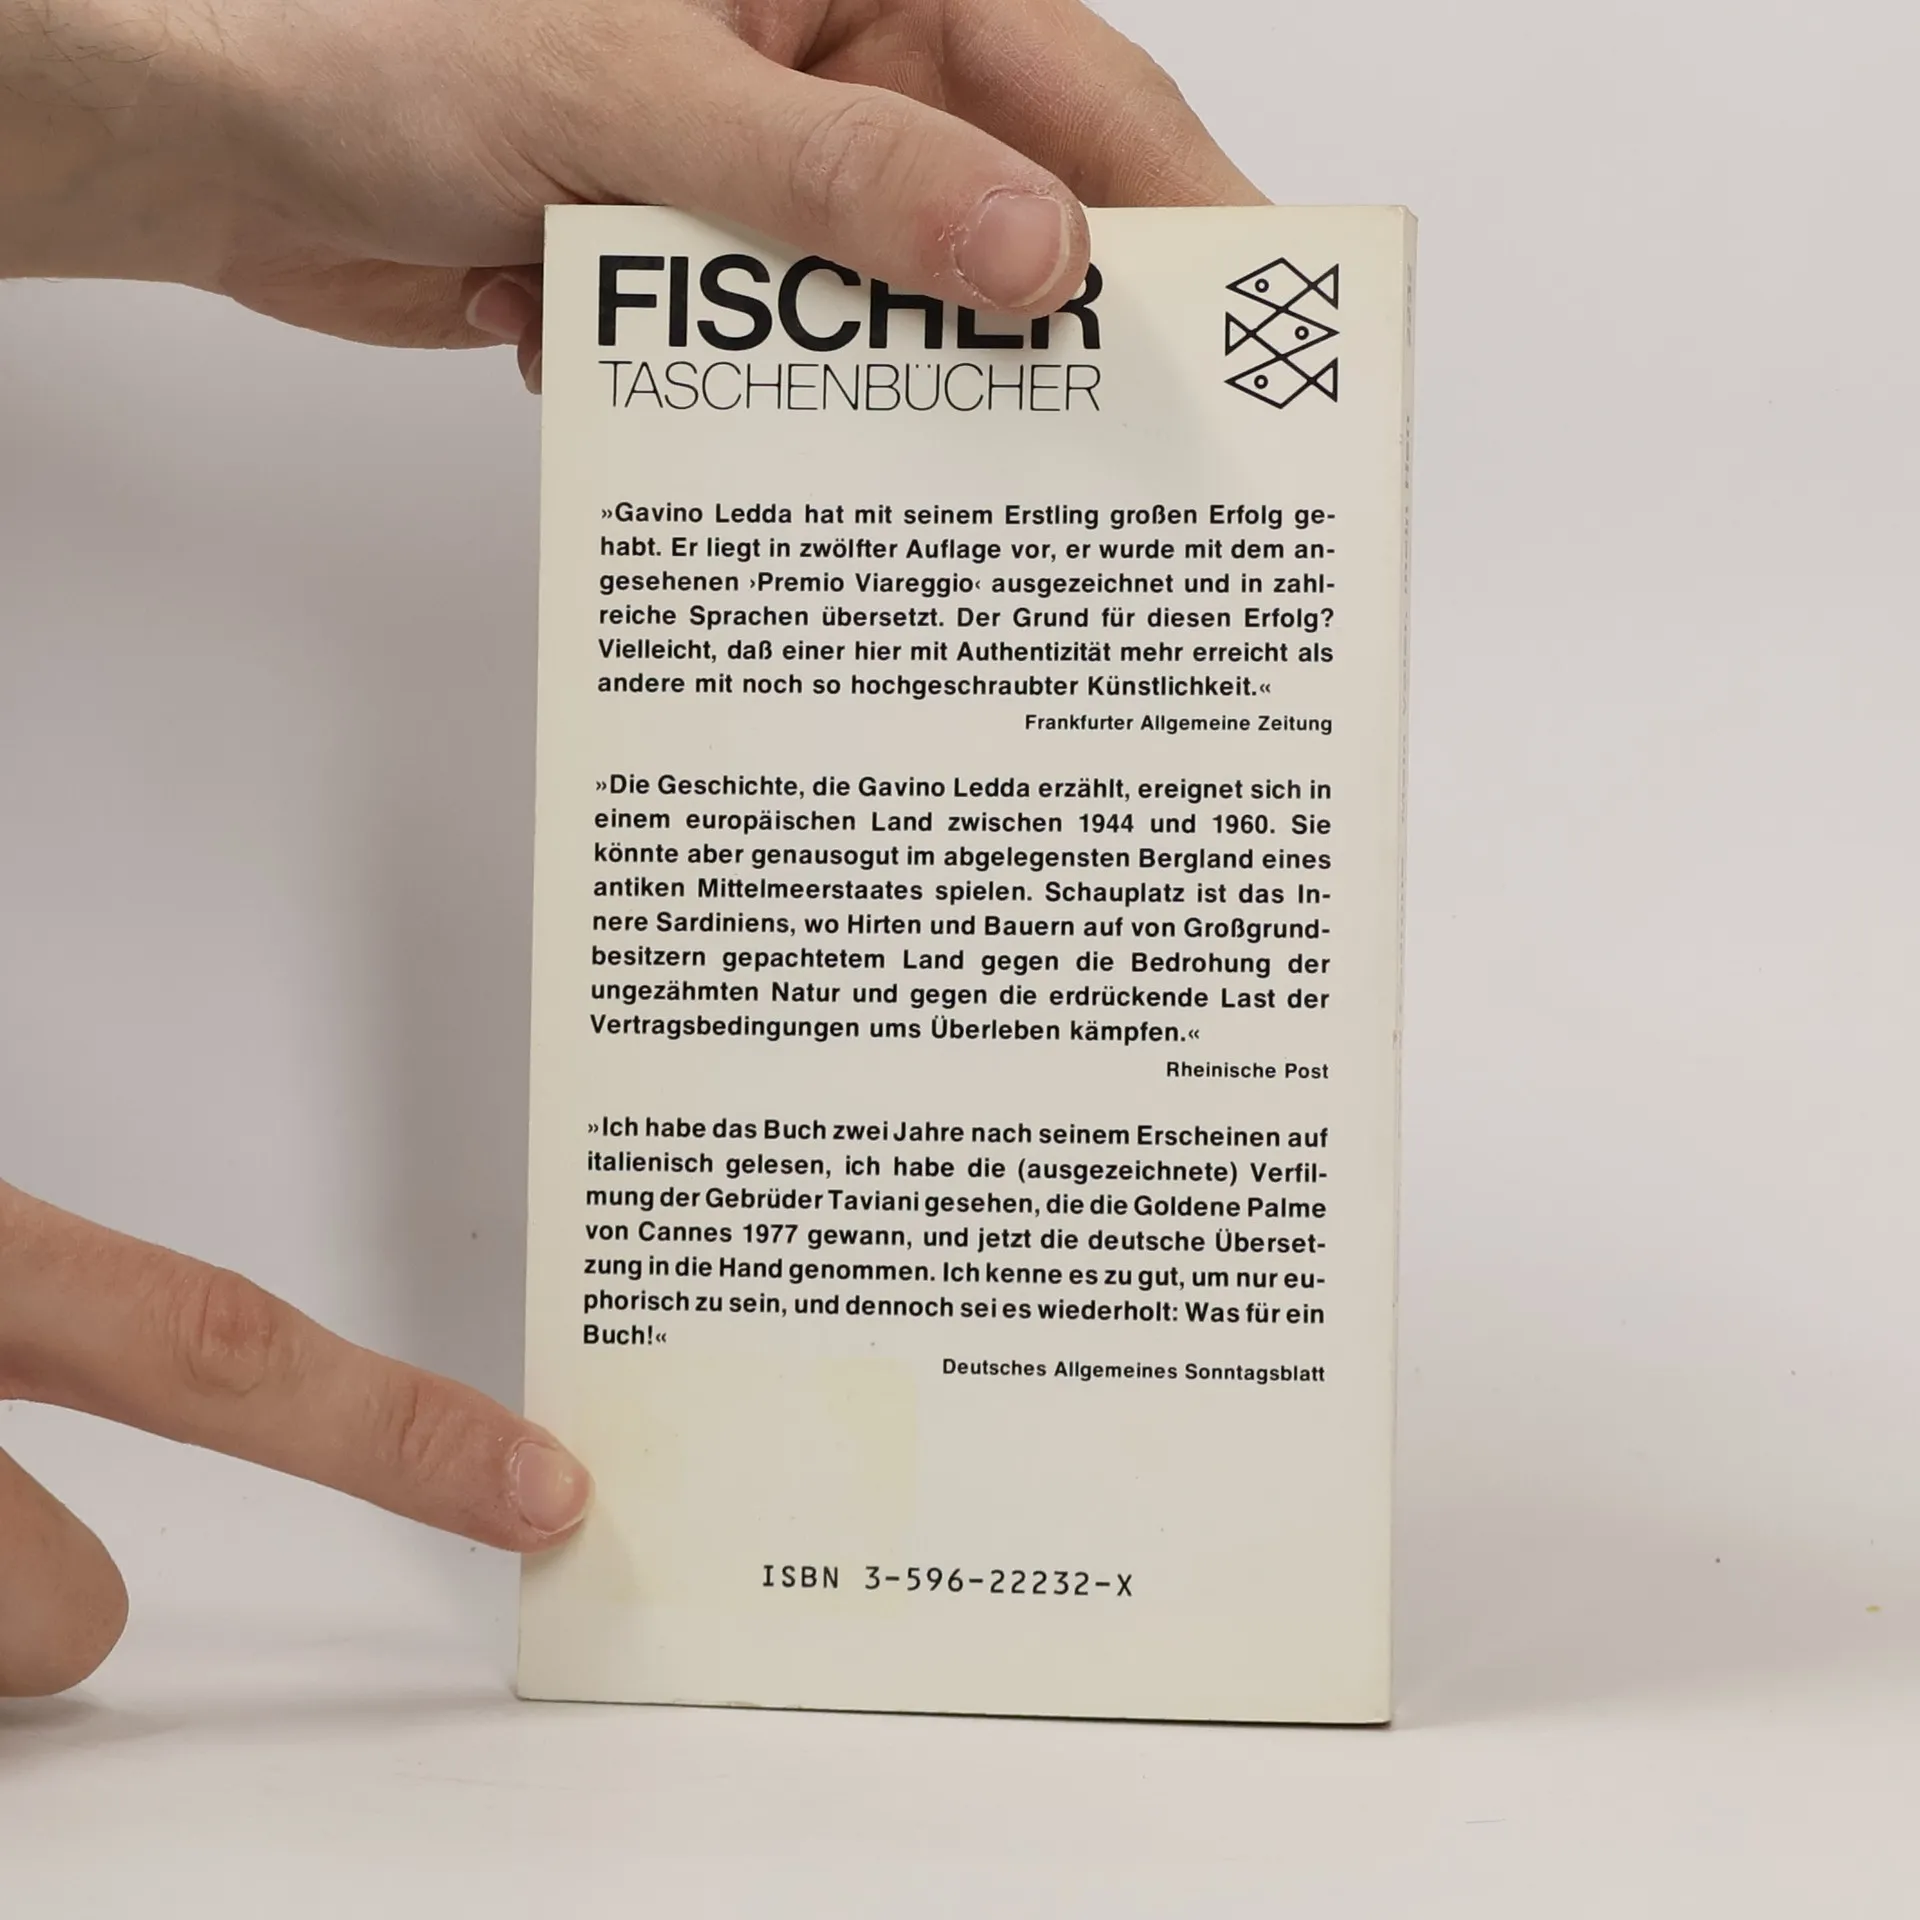 FISCHER
TASCHENBÜCHER
»Gavino Ledda hat mit seinem Erstling großen Erfolg ge-
habt. Er liegt in zwölfter Auflage vor, er wurde mit dem an-
gesehenen ›Premio Viareggio‹ ausgezeichnet und in zahl-
reiche Sprachen übersetzt. Der Grund für diesen Erfolg?
Vielleicht, daß einer hier mit Authentizität mehr erreicht als
andere mit noch so hochgeschraubter Künstlichkeit.«
Frankfurter Allgemeine Zeitung
»Die Geschichte, die Gavino Ledda erzählt, ereignet sich in
einem europäischen Land zwischen 1944 und 1960. Sie
könnte aber genausogut im abgelegensten Bergland eines
antiken Mittelmeerstaates spielen. Schauplatz ist das In-
nere Sardiniens, wo Hirten und Bauern auf von Großgrund-
besitzern gepachtetem Land gegen die Bedrohung der
ungezähmten Natur und gegen die erdrückende Last der
Vertragsbedingungen ums Überleben kämpfen.«
Rheinische Post
»Ich habe das Buch zwei Jahre nach seinem Erscheinen auf
italienisch gelesen, ich habe die (ausgezeichnete) Verfil-
mung der Gebrüder Taviani gesehen, die die Goldene Palme
von Cannes 1977 gewann, und jetzt die deutsche Überset-
zung in die Hand genommen. Ich kenne es zu gut, um nur eu-
phorisch zu sein, und dennoch sei es wiederholt: Was für ein
Buch!«
Deutsches Allgemeines Sonntagsblatt
ISBN 3-596-22232-X